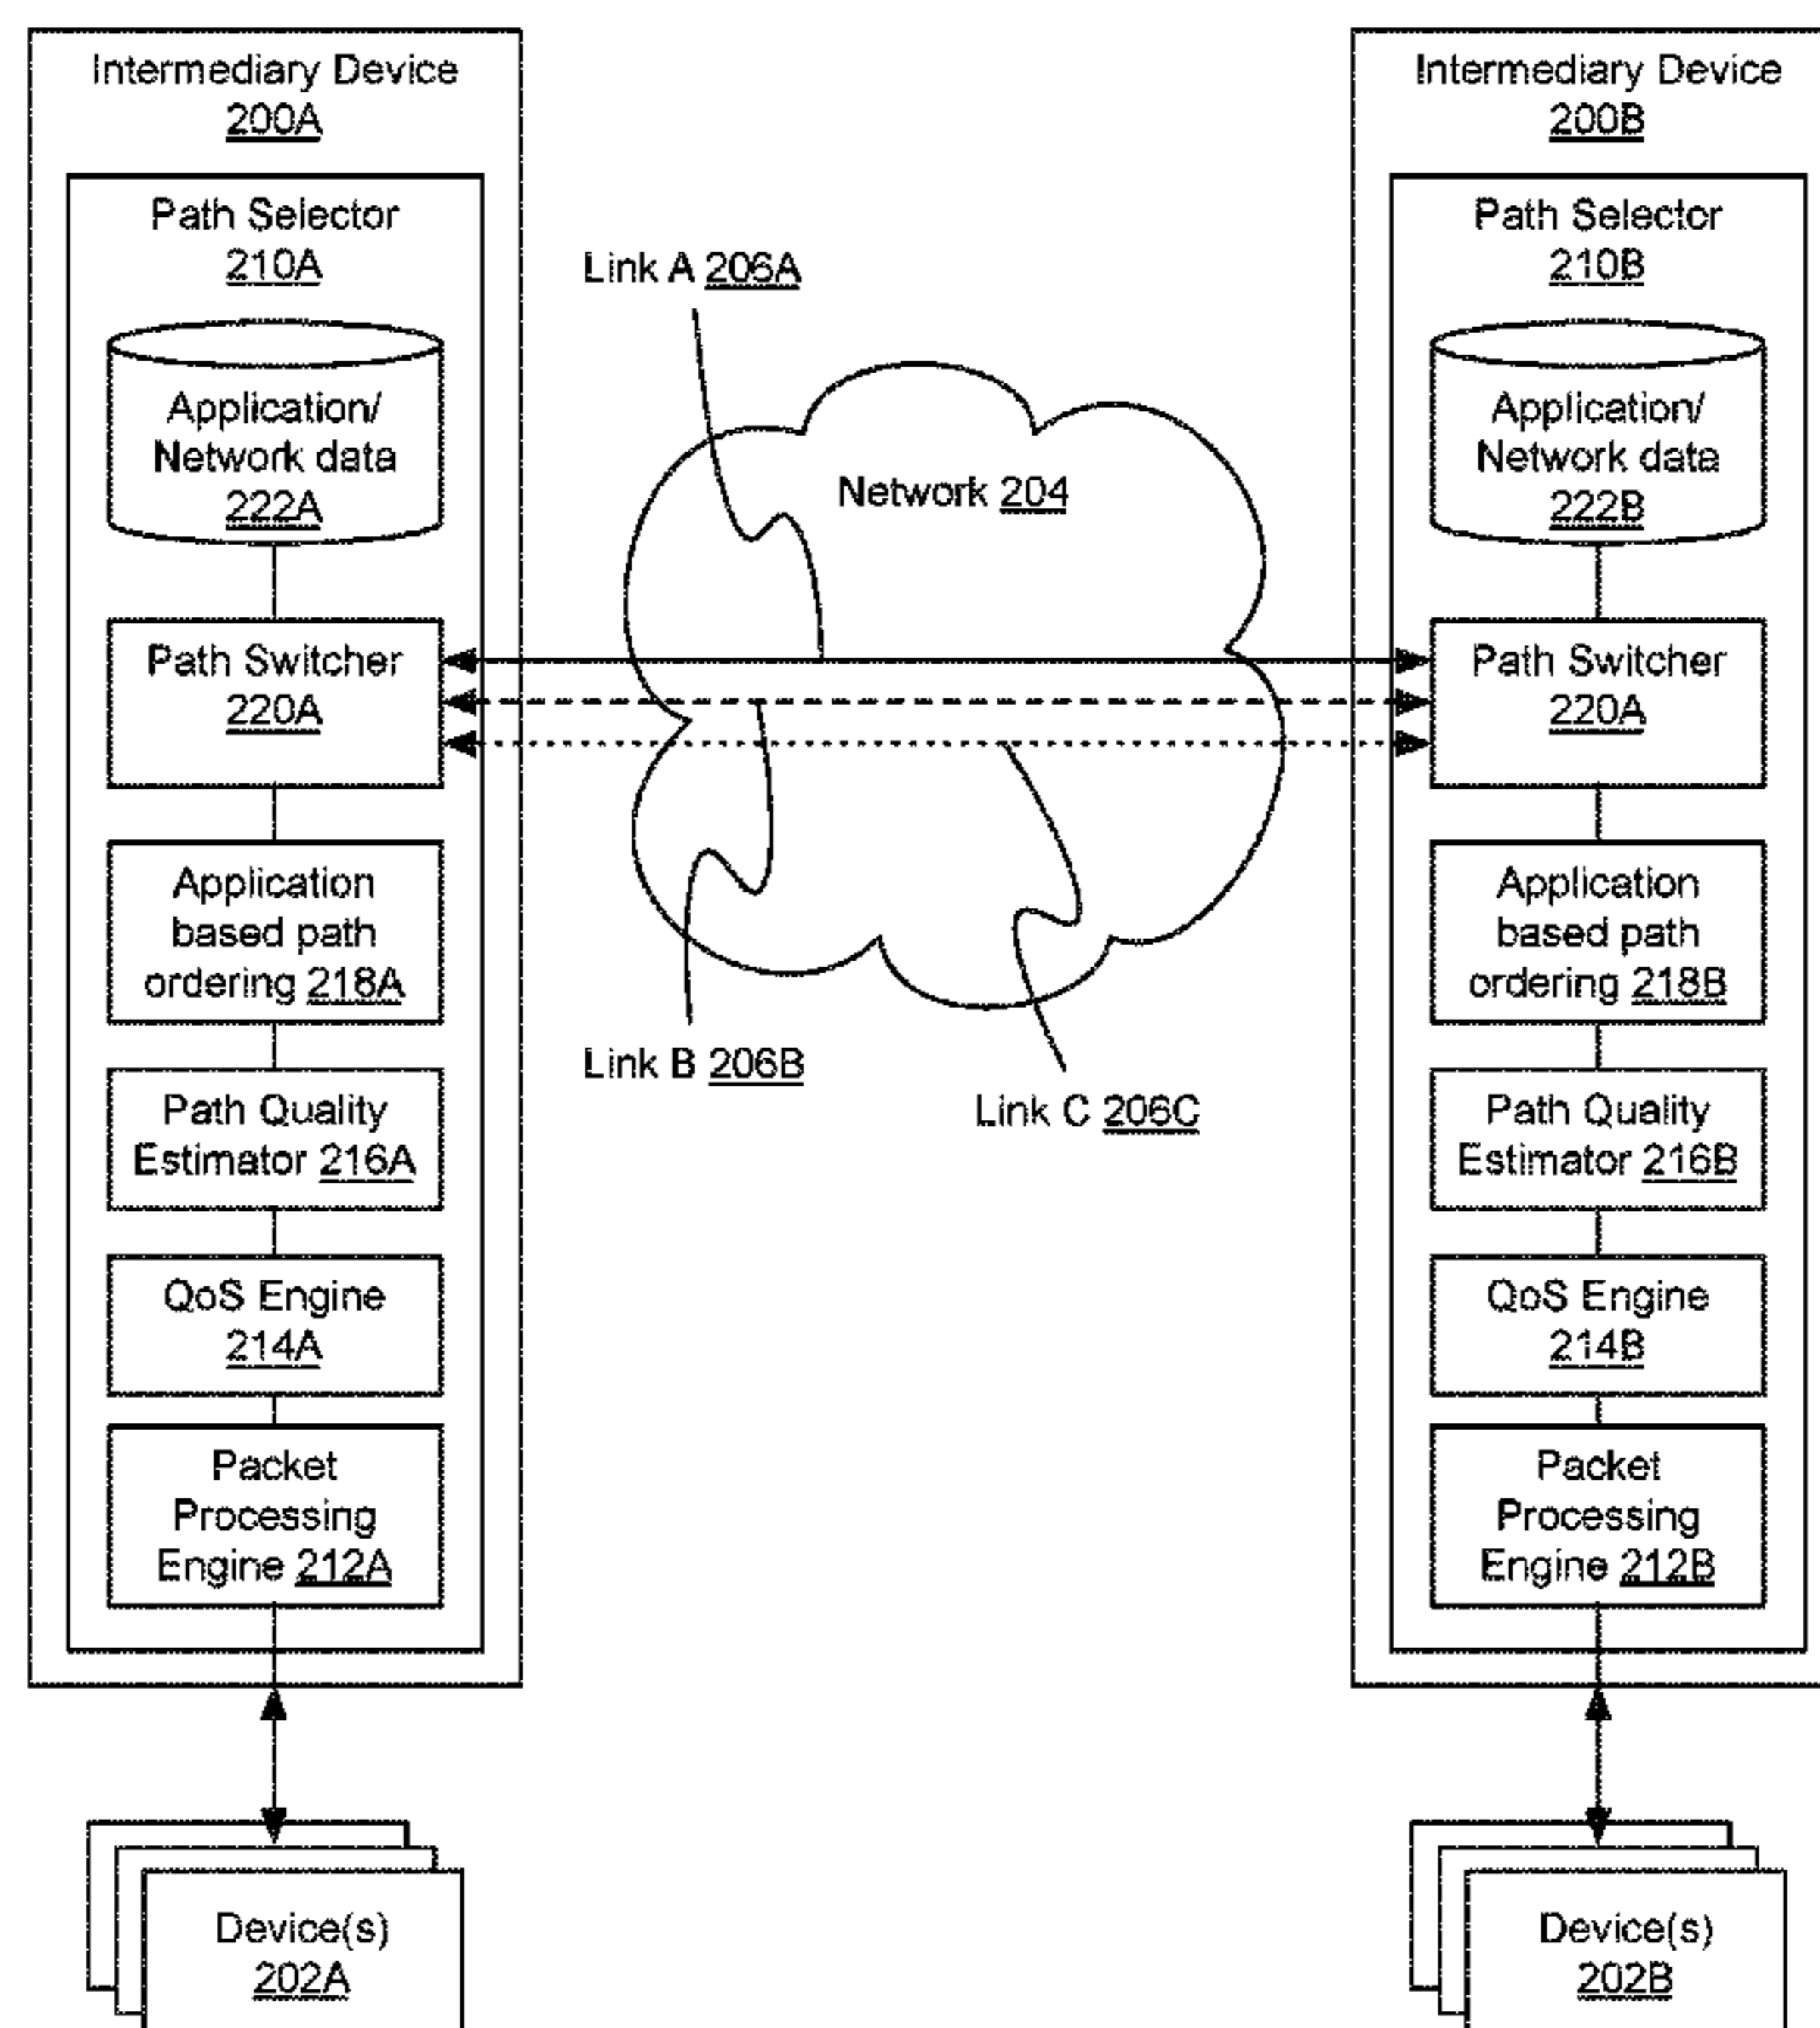 Intermediary Device
200A
Path Selector
210A
Application/
Network data
222A
Path Switcher
220A
Application
based path
ordering 218A
Path Quality
Estimator 216A
QoS Engine
214A
Packet
Processing
Engine 212A
Device(s)
202A
Link A 206A
Network 204
Link B 206B
Link C 206C
Intermediary Device
200B
Path Selector
210B
Application/
Network data
222B
Path Switcher
220A
Application
based path
ordering 218B
Path Quality
Estimator 216B
QoS Engine
214B
Packet
Processing
Engine 212B
Device(s)
202B